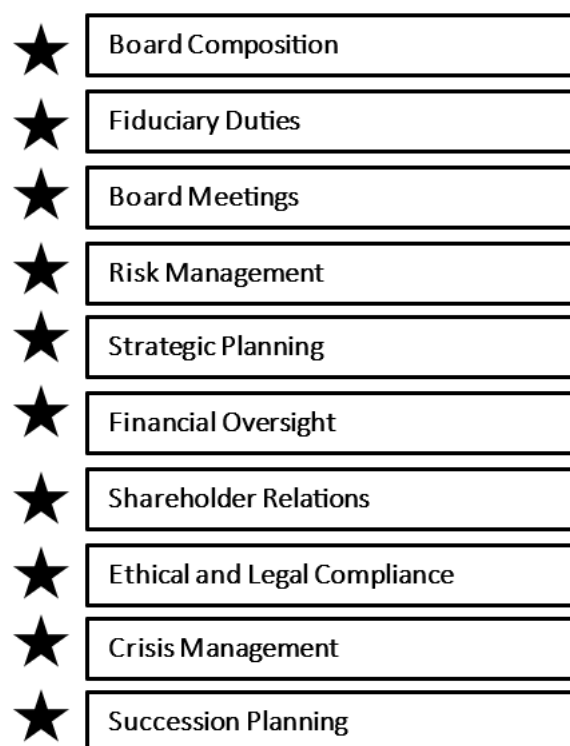 Board Composition
Fiduciary Duties
Board Meetings
Risk Management
Strategic Planning
Financial Oversight
Shareholder Relations
Ethical and Legal Compliance
Crisis Management
Succession Planning